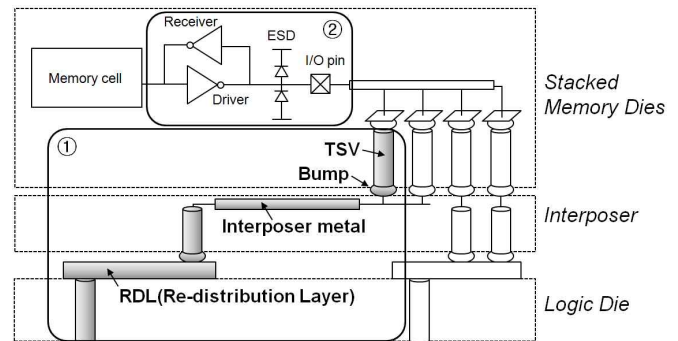 Receiver
②
ESD
I/O pin
Memory cell
Driver
Stacked
Memory Dies
①
TSV
Bump
Interposer metal
Interposer
RDL(Re-distribution Layer)
Logic Die